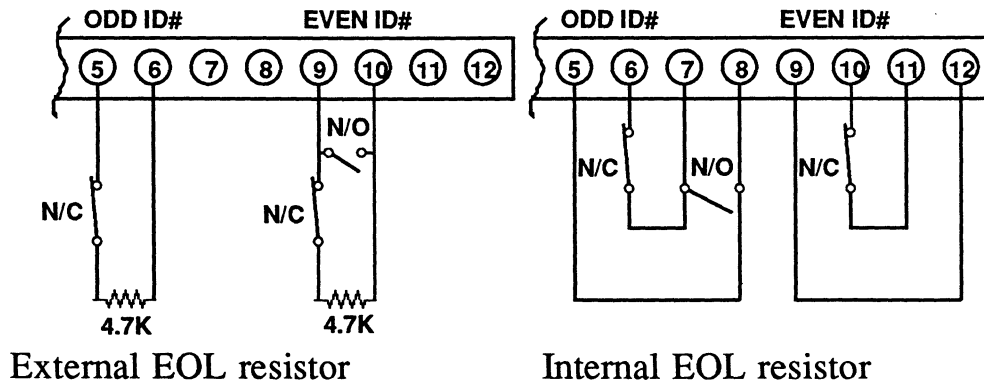 ODD ID# EVEN ID# ODD ID# EVEN ID#
5 6 7 8 9 10 11 12 5 6 7 8 9 10 11 12
N/O
N/C N/O N/C
N/C N/C
4.7K 4.7K
External EOL resistor Internal EOL resistor